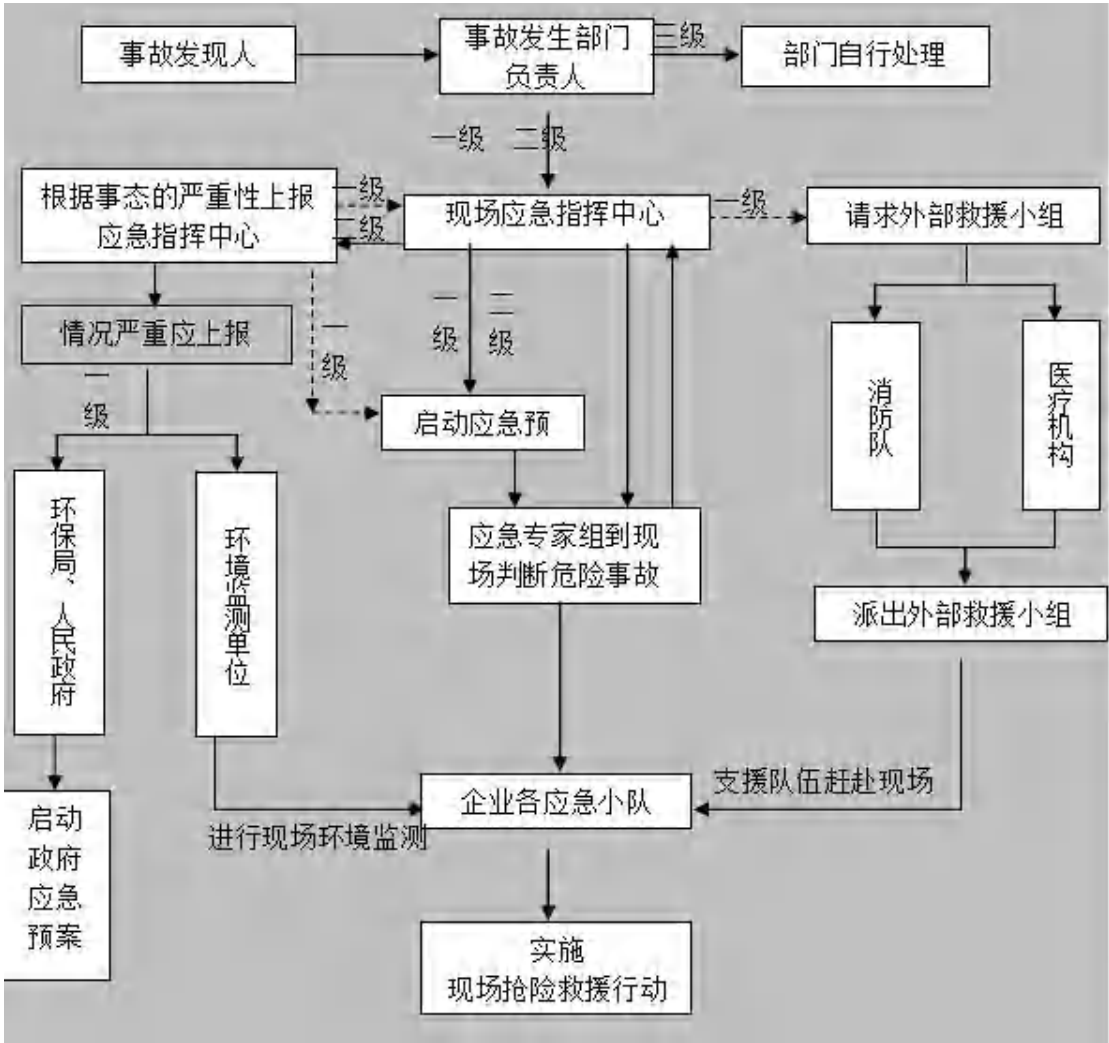 事故发现人
事故发生部门
负责人
三级
部门自行处理
一级
二级
根据事态的严重性上报
应急指挥中心
一级
二级
现场应急指挥中心
一级
请求外部救援小组
情况严重应上报
一级
一级
一级
二级
启动应急预
消防队
医疗机构
环保局、人民政府
环境监测单位
应急专家组到现
场判断危险事故
派出外部救援小组
启动
政府
应急
预案
进行现场环境监测
企业各应急小队
支援队伍赶赴现场
实施
现场抢险救援行动